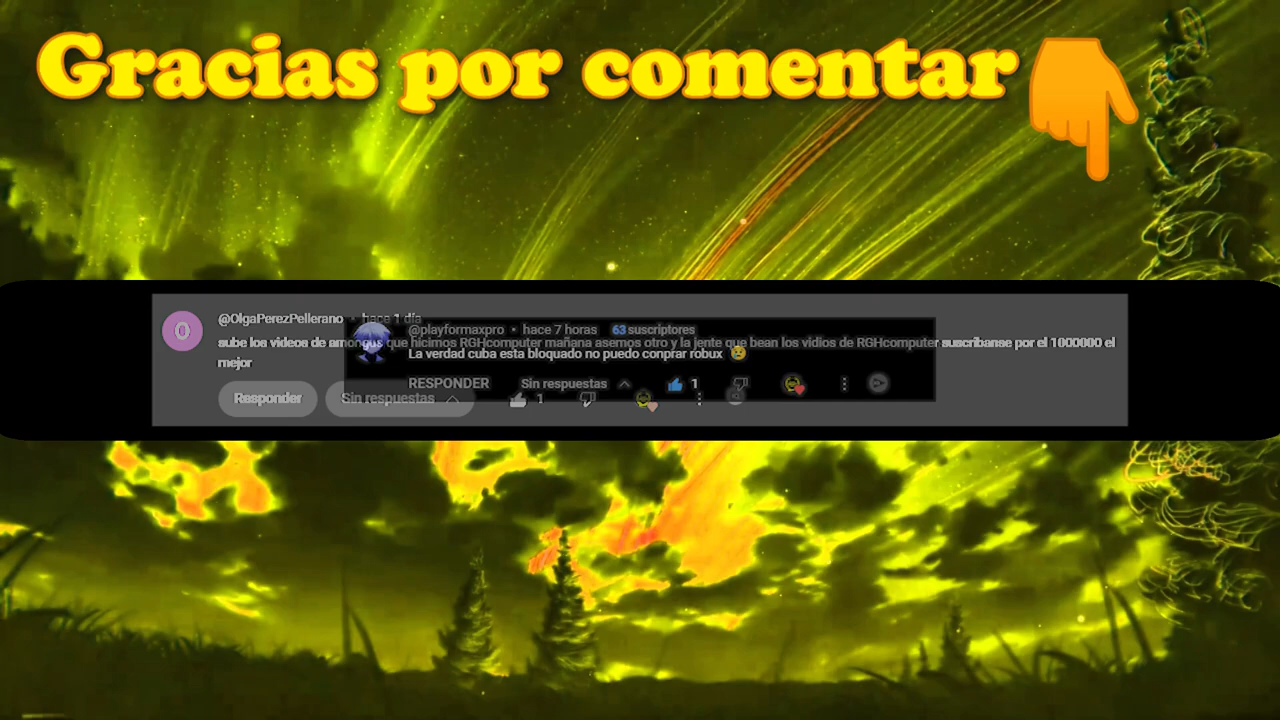 Gracias por comentar
@OlgaPerezPellerano • hace 1 día
sube los videos de amongus que hicimos RGHcomputer mañana asemos otro y la jente que bean los vidios de RGHcomputer suscribanse por el 1000000 el
mejor
Responder Sin respuestas 1
@playformaxpro • hace 7 horas 63 suscriptores
La verdad cuba esta bloquado no puedo conprar robux 😢
RESPONDER Sin respuestas 1
O